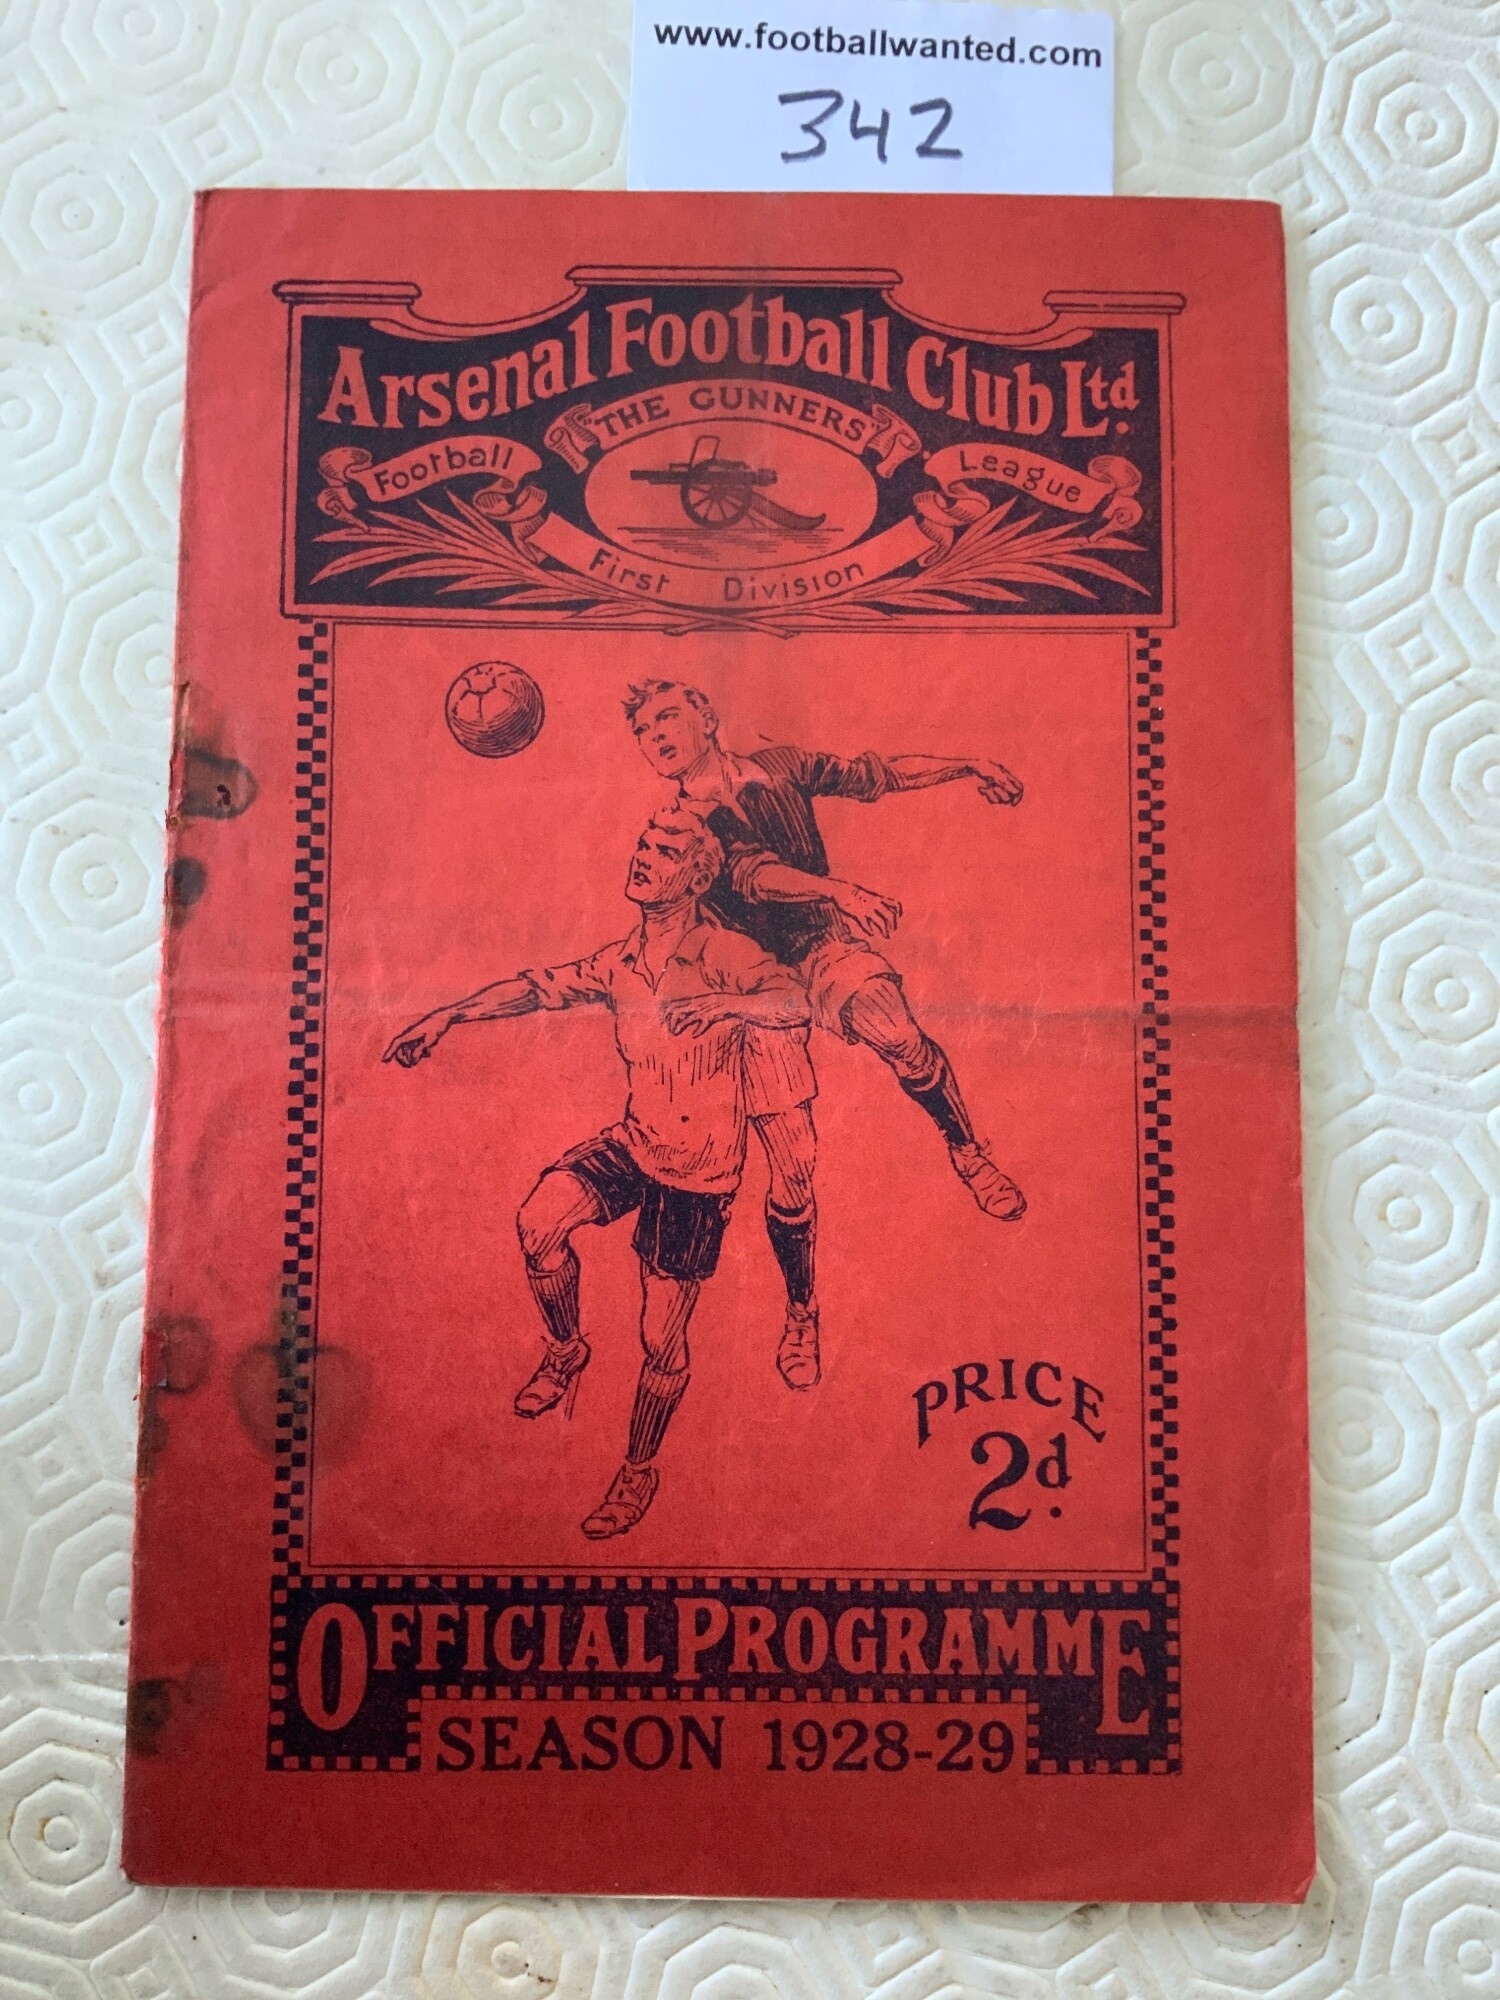 www.footballwanted.com
342
Arsenal Football Club Ltd.
"THE GUNNERS"
Football League
First Division
PRICE
2d.
OFFICIAL PROGRAMME
SEASON 1928-29